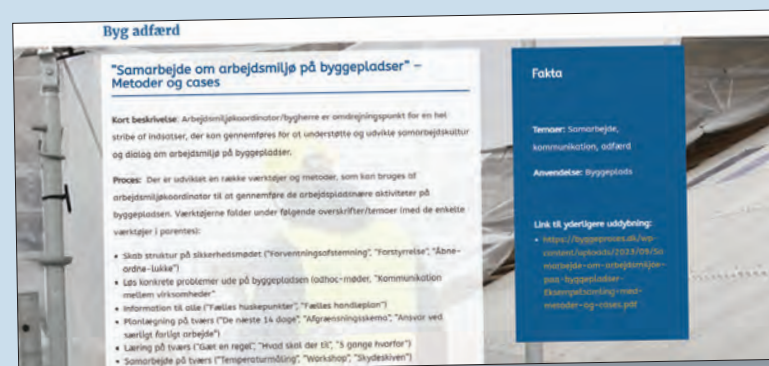 Byg adfærd
"Samarbejde om arbejdsmiljø på byggepladser" –
Metoder og cases
Kort beskrivelse: Arbejdsmiljøkoordinator/bygherre er omdrejningspunkt for en hel
stribe af indsatser, der kan gennemføres for at understøtte og udvikle samarbejdskultur
og dialog om arbejdsmiljø på byggepladser.
Proces: Der er udviklet en række værktøjer og metoder, som kan bruges af
arbejdsmiljøkoordinator til at gennemføre de arbejdspladsnære aktiviteter på
byggepladsen. Værktøjerne falder under følgende overskrifter/temaer (med de enkelte
værktøjer i parentes):
• Skab struktur på sikkerhedsmødet ("Forventningsafstemning", "Forstyrrelse", "Åbne-
ordne-lukke")
• Løs konkrete problemer ude på byggepladsen (adhoc-møder, "Kommunikation
mellem virksomheder"
• Information til alle ("Fælles huskepunkter", "Fælles handleplan")
• Planlægning på tværs ("De næste 14 dage", "Afgrænsningsskema", "Ansvar ved
særligt farligt arbejde")
• Læring på tværs ("Gæt en regel", "Hvad skal der til", "5 gange hvorfor")
• Samarbejde på tværs ("Temperaturmåling", "Workshop", "Skydeskiven")
Fakta
Temaer: Samarbejde,
kommunikation, adfærd
Anvendelse: Byggeplads
Link til yderligere uddybning:
• https://byggeproces.dk/wp-
content/uploads/2023/09/Sa
marbejde-om-arbejdsmiljoe-
paa-byggepladser-
Eksempelsamling-med-
metoder-og-cases.pdf